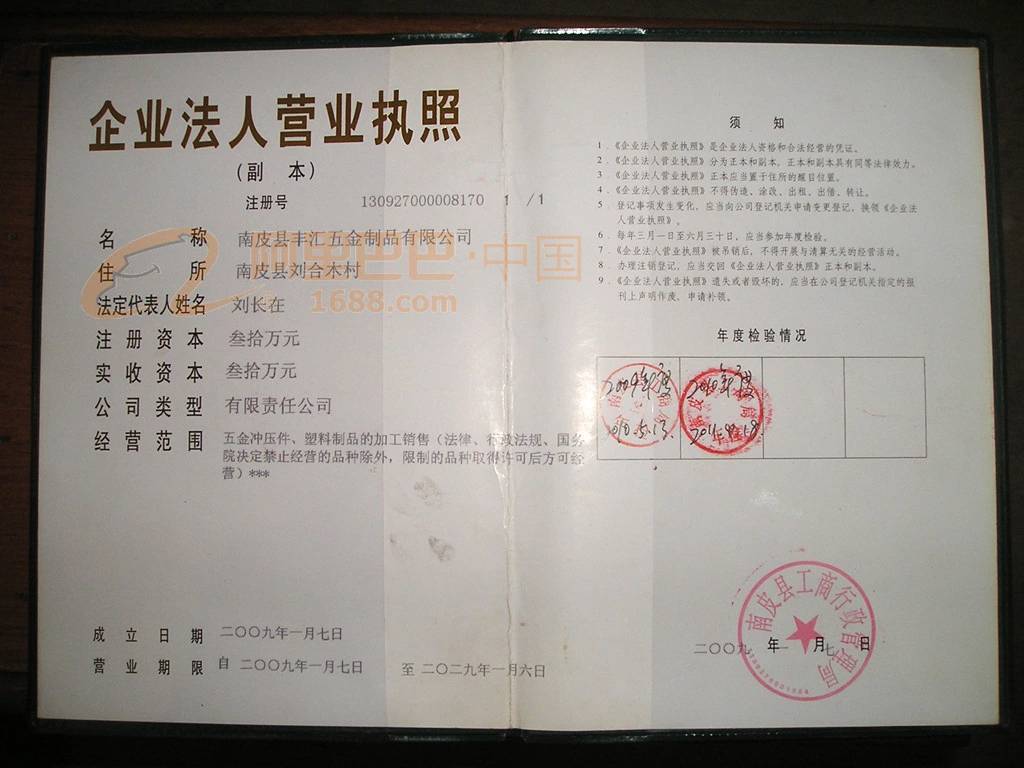 企业法人营业执照
(副 本)
注册号 130927000008170 1 /1
名 称 南皮县丰汇五金制品有限公司
住 所 南皮县刘合木村
法定代表人姓名 刘长在
注册资本 叁拾万元
实收资本 叁拾万元
公司类型 有限责任公司
经营范围 五金冲压件、塑料制品的加工销售（法律、行政法规、国务
院决定禁止经营的品种除外，限制的品种取得许可后方可经
营）***
成立日期 二〇〇九年一月七日
营业期限 自 二〇〇九年一月七日 至 二〇二九年一月六日
阿里巴巴·中国
1688.com
须 知
1．《企业法人营业执照》是企业法人资格和合法经营的凭证。
2．《企业法人营业执照》分为正本和副本，正本和副本具有同等法律效力。
3．《企业法人营业执照》正本应当置于住所的醒目位置。
4．《企业法人营业执照》不得伪造、涂改、出租、出借、转让。
5．登记事项发生变化，应当向公司登记机关申请变更登记，换领《企业法
人营业执照》。
6．每年三月一日至六月三十日，应当参加年度检验。
7．《企业法人营业执照》被吊销后，不得开展与清算无关的经营活动。
8．办理注销登记，应当交回《企业法人营业执照》正本和副本。
9．《企业法人营业执照》遗失或者毁坏的，应当在公司登记机关指定的报
刊上声明作废，申请补领。
年度检验情况
2009年度 2010年度
2010.5.13.
南皮县工商行政管理局
二〇〇九 年 一 月 七 日